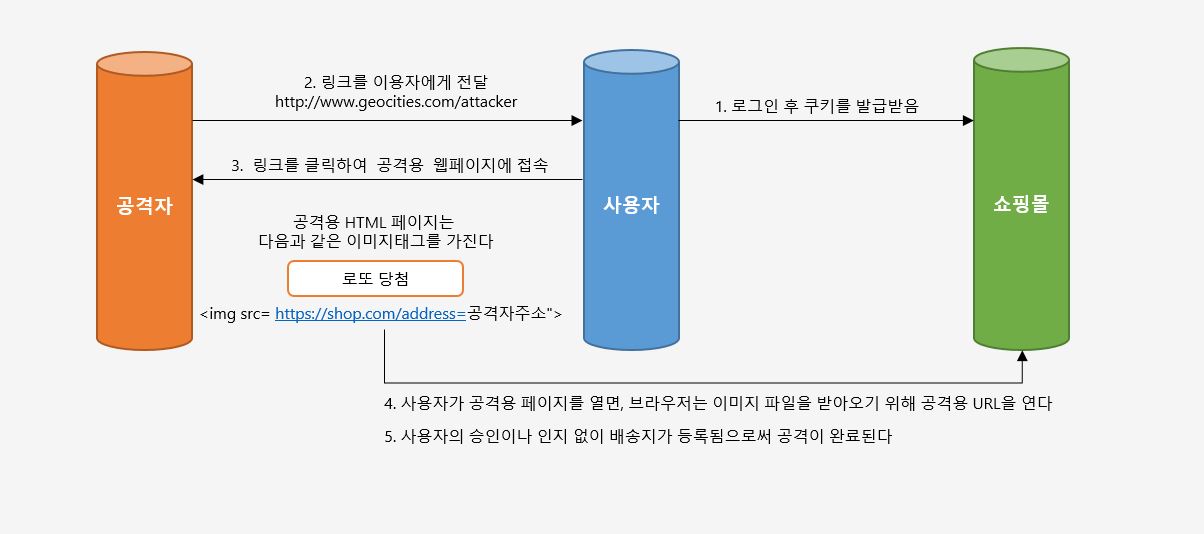 2. 링크를 이용자에게 전달
http://www.geocities.com/attacker
1. 로그인 후 쿠키를 발급받음
3. 링크를 클릭하여 공격용 웹페이지에 접속
공격자
사용자
쇼핑몰
공격용 HTML 페이지는
다음과 같은 이미지태그를 가진다
로또 당첨
<img src= https://shop.com/address=공격자주소">
4. 사용자가 공격용 페이지를 열면, 브라우저는 이미지 파일을 받아오기 위해 공격용 URL을 연다
5. 사용자의 승인이나 인지 없이 배송지가 등록됨으로써 공격이 완료된다